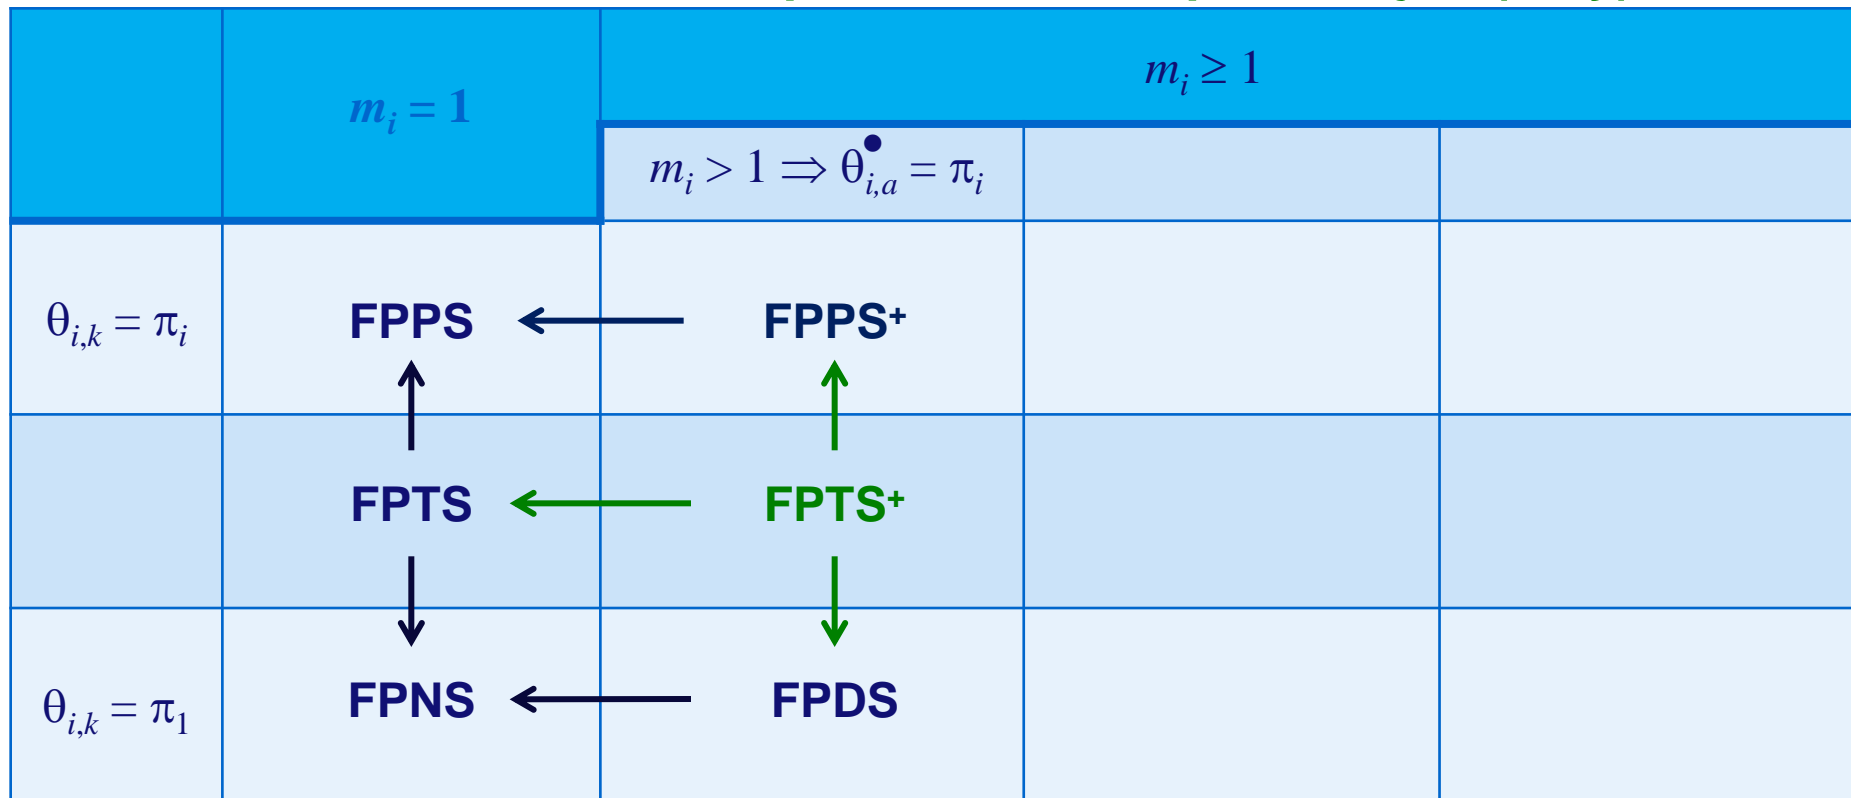 m_i ≥ 1
m_i = 1
m_i > 1 ⇒ θ•_{i,a} = π_i
θ_{i,k} = π_i FPPS FPPS⁺
FPTS FPTS⁺
θ_{i,k} = π_1 FPNS FPDS